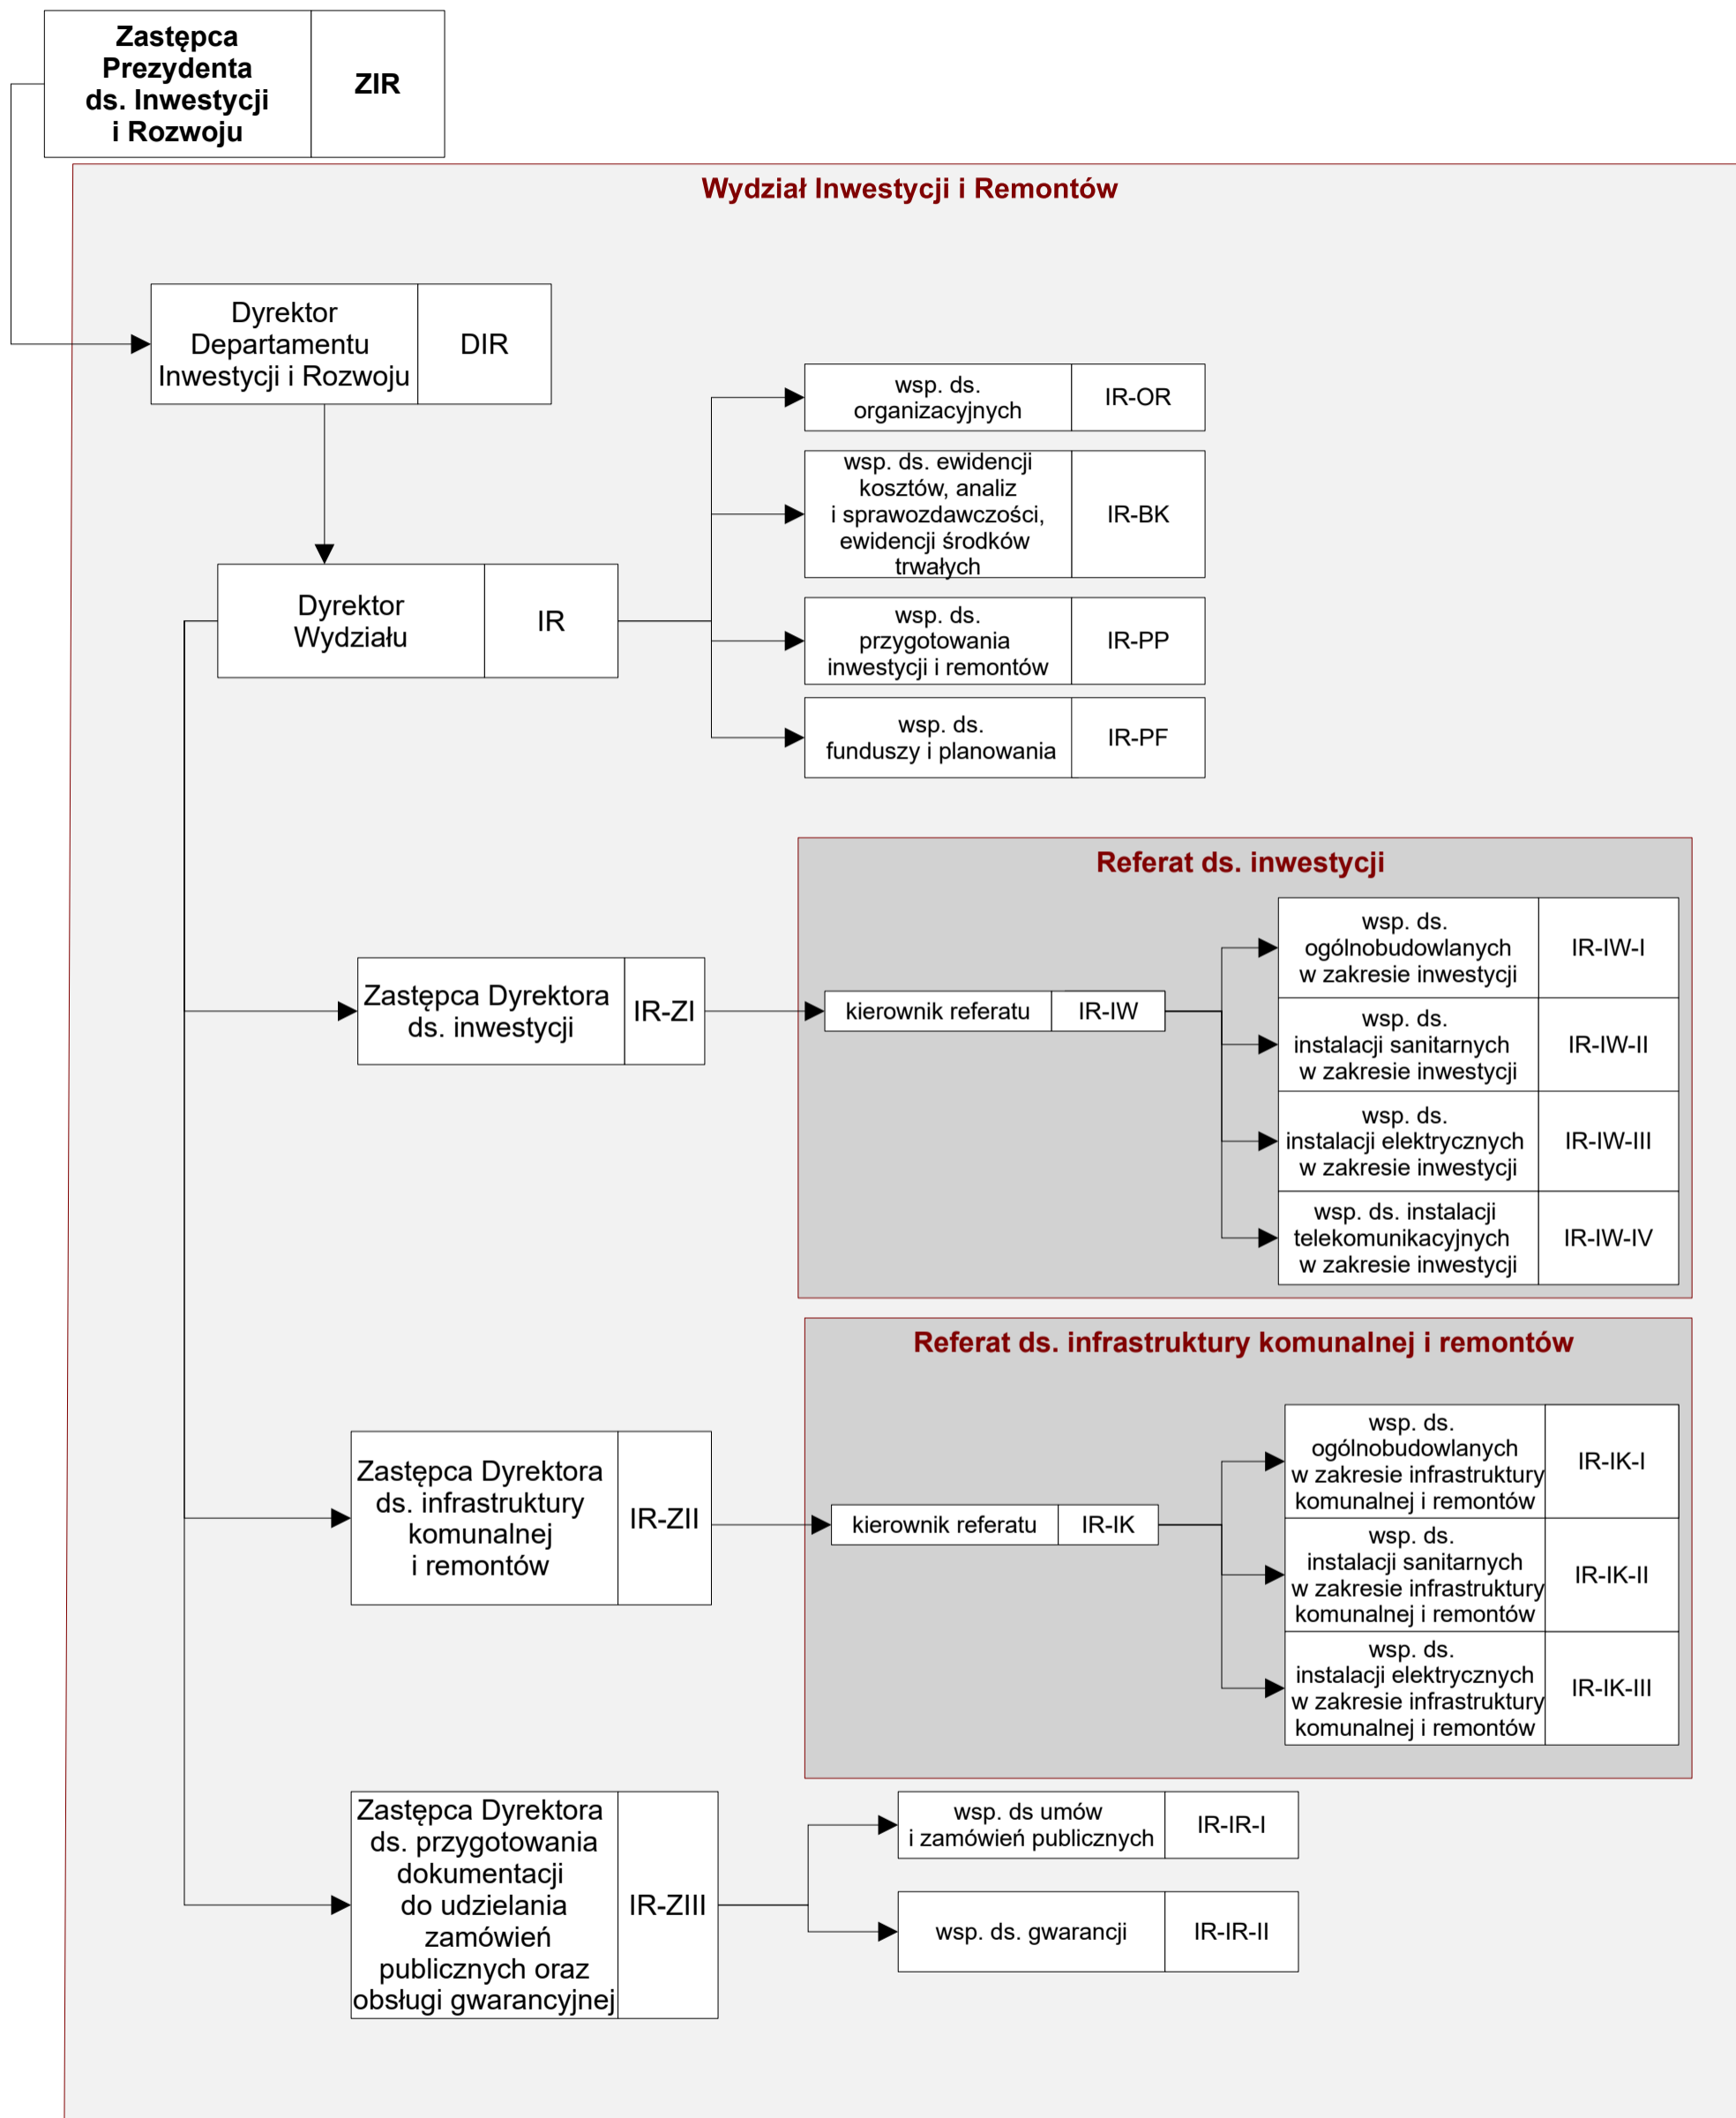 Zastępca
Prezydenta
ds. Inwestycji
i Rozwoju
ZIR
Wydział Inwestycji i Remontów
Dyrektor
Departamentu
Inwestycji i Rozwoju
DIR
Dyrektor
Wydziału
IR
wsp. ds.
organizacyjnych
IR-OR
wsp. ds. ewidencji
kosztów, analiz
i sprawozdawczości,
ewidencji środków
trwałych
IR-BK
wsp. ds.
przygotowania
inwestycji i remontów
IR-PP
wsp. ds.
funduszy i planowania
IR-PF
Zastępca Dyrektora
ds. inwestycji
IR-ZI
Referat ds. inwestycji
kierownik referatu
IR-IW
wsp. ds.
ogólnobudowlanych
w zakresie inwestycji
IR-IW-I
wsp. ds.
instalacji sanitarnych
w zakresie inwestycji
IR-IW-II
wsp. ds.
instalacji elektrycznych
w zakresie inwestycji
IR-IW-III
wsp. ds. instalacji
telekomunikacyjnych
w zakresie inwestycji
IR-IW-IV
Zastępca Dyrektora
ds. infrastruktury
komunalnej
i remontów
IR-ZII
Referat ds. infrastruktury komunalnej i remontów
kierownik referatu
IR-IK
wsp. ds.
ogólnobudowlanych
w zakresie infrastruktury
komunalnej i remontów
IR-IK-I
wsp. ds.
instalacji sanitarnych
w zakresie infrastruktury
komunalnej i remontów
IR-IK-II
wsp. ds.
instalacji elektrycznych
w zakresie infrastruktury
komunalnej i remontów
IR-IK-III
Zastępca Dyrektora
ds. przygotowania
dokumentacji
do udzielania
zamówień
publicznych oraz
obsługi gwarancyjnej
IR-ZIII
wsp. ds umów
i zamówień publicznych
IR-IR-I
wsp. ds. gwarancji
IR-IR-II